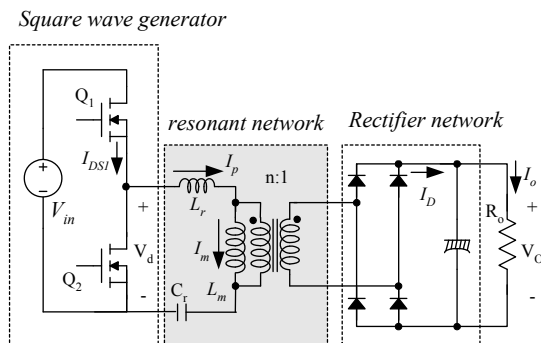 Square wave generator
resonant network
Rectifier network
Q1
IDS1
Vin
+
Vd
-
Q2
Ip
Lr
n:1
Im
Lm
Cr
ID
Io
Ro
+
VO
-